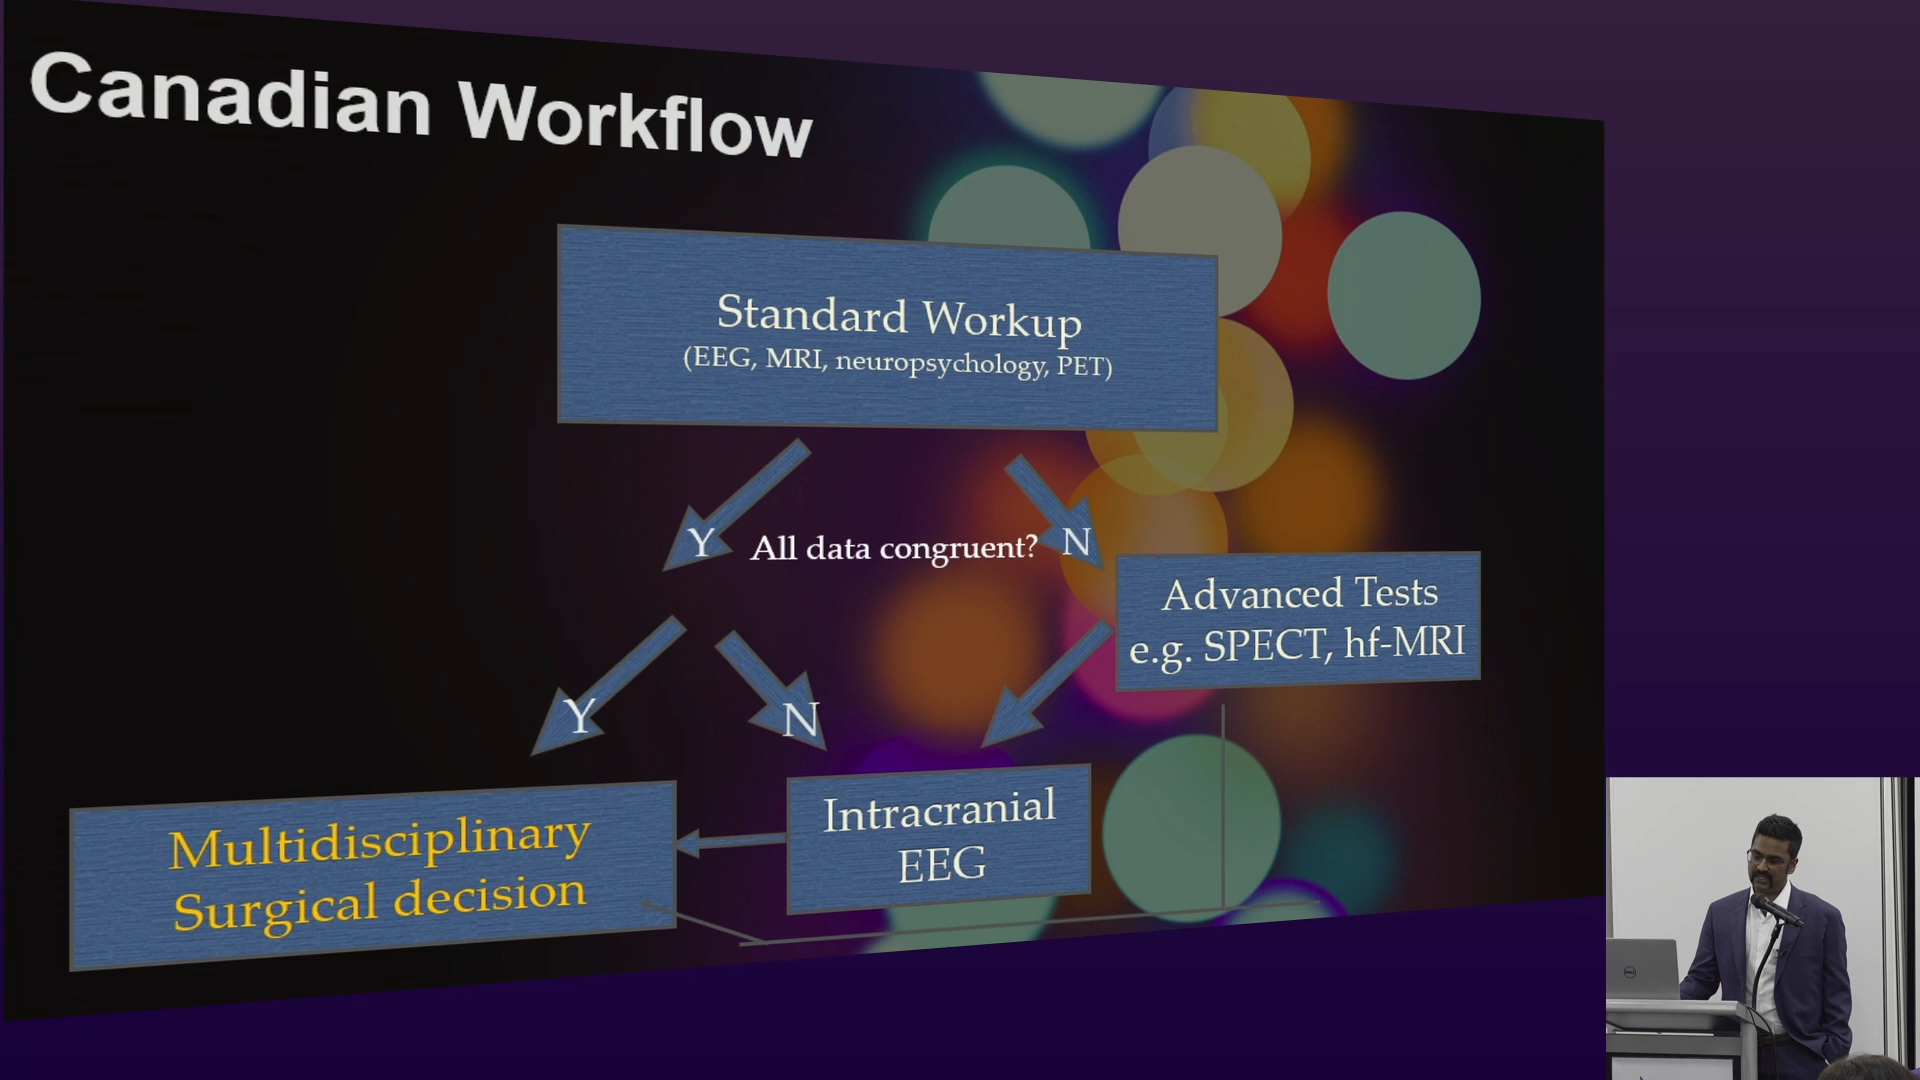 Canadian Workflow
Standard Workup
(EEG, MRI, neuropsychology, PET)
Y
All data congruent?
N
Advanced Tests
e.g. SPECT, hf-MRI
Y
N
Multidisciplinary
Surgical decision
Intracranial
EEG